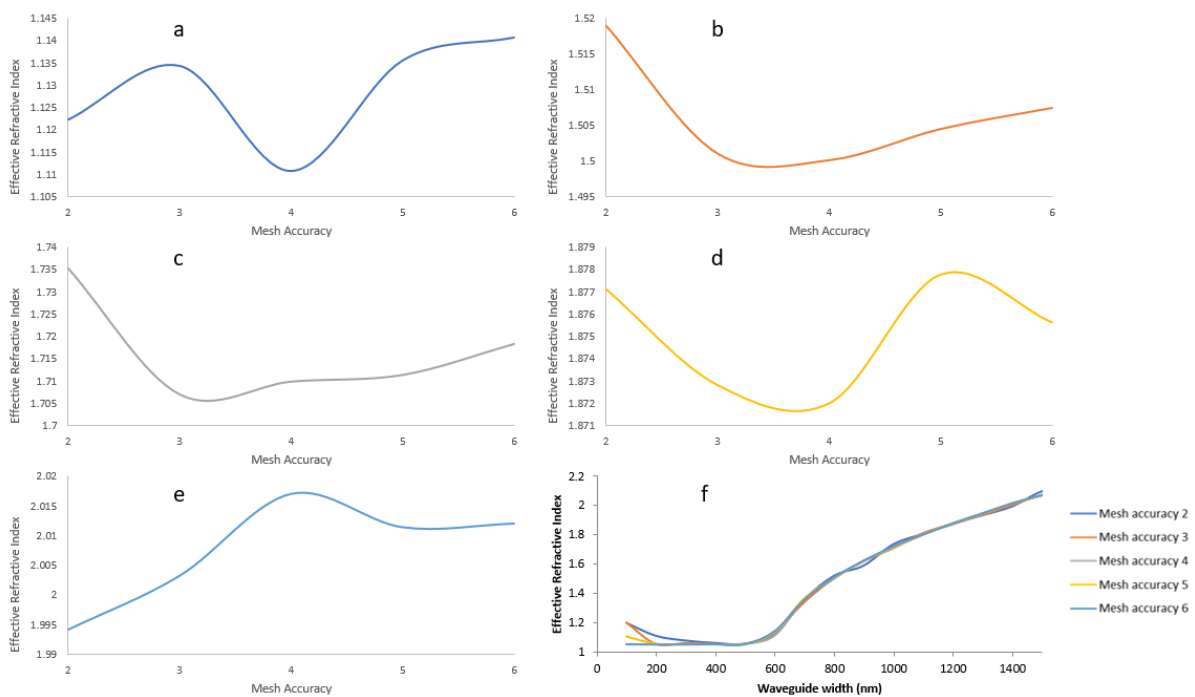 a
Effective Refractive Index
1.145
1.14
1.135
1.13
1.125
1.12
1.115
1.11
1.105
2 3 4 5 6
Mesh Accuracy
b
Effective Refractive Index
1.52
1.515
1.51
1.505
1.5
1.495
2 3 4 5 6
Mesh Accuracy
c
Effective Refractive Index
1.74
1.735
1.73
1.725
1.72
1.715
1.71
1.705
1.7
2 3 4 5 6
Mesh Accuracy
d
Effective Refractive Index
1.879
1.878
1.877
1.876
1.875
1.874
1.873
1.872
1.871
2 3 4 5 6
Mesh Accuracy
e
Effective Refractive Index
2.02
2.015
2.01
2.005
2
1.995
1.99
2 3 4 5 6
Mesh Accuracy
f
Effective Refractive Index
2.2
2
1.8
1.6
1.4
1.2
1
0 200 400 600 800 1000 1200 1400
Waveguide width (nm)
Mesh accuracy 2
Mesh accuracy 3
Mesh accuracy 4
Mesh accuracy 5
Mesh accuracy 6